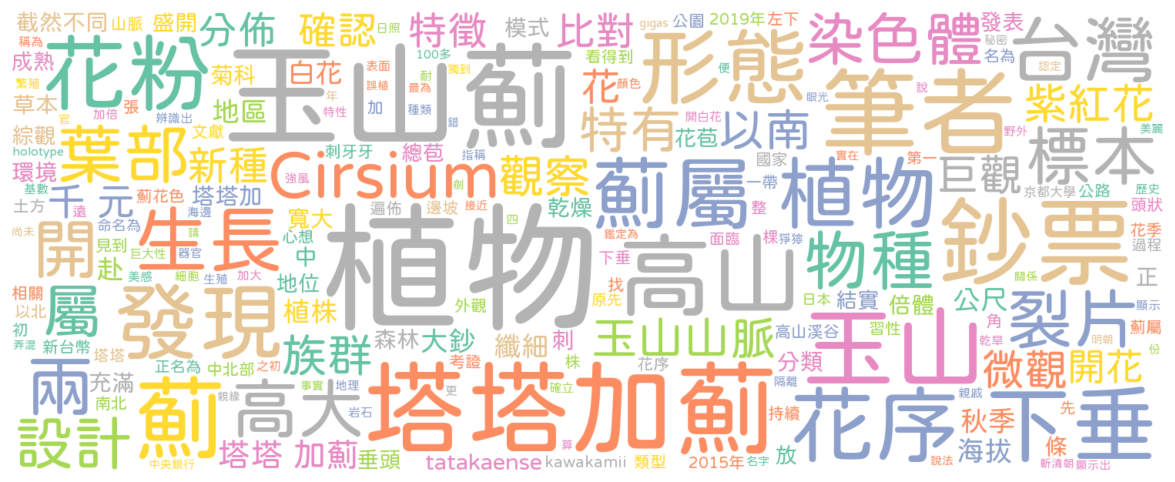 截然不同 山脈 盛開 分佈 確認 日照 特徵 模式 比對 gigas 公園 2019年 左下 染色體 發表 秘密 台灣
稱為 花粉 100多 表面 耐 獨到 看得到 便 名為 認定
成熟 菊科 白花 誤植 最為 花 顏色 形態 眼光 說 筆者
繁殖 草本 加倍 張 地區 加 年 種類 玉山薊 特有 開白花 紫紅花
官 辨識出 特性 錯 花苞 以南 野外 美麗
綜觀 葉部 文獻 刺牙牙 總苞 指稱 國家 實在 第一 巨觀 標本
holotype 新種 Cirsium 觀察 薊屬 植物
環境 強風 創 一帶 京都大學 公路 歷史
基數 千 元 薊花色 塔塔加 寬大 遍佈 邊坡 接近 乾燥 整 頭狀
土方 遠 命名為 海邊 四 棵 猙獰 鈔票 花季
尚未 開 生長 請 心想 植物 鑑定為 面臨 物種 過程
見到 赴 巨大性 器官 中 高山 下垂 找 關係 正
美感 細胞 生殖 加大 地位 原先 日本 結實 倍體 公尺 顯示
相關 屬 發現 植株 外觀 習性 角 裂片 薊屬
以北 初 族群 森林 大鈔 纖細 刺 玉山山脈 高山溪谷 玉山 乾旱 明朝 份
弄混 新台幣 正名為 中北部 之初 考證 株 花序 分類 微觀 開花
塔塔 兩 充滿 薊 事實 地理 更 塔塔加薊 隔離 親戚
南北 高大 親緣 岩石 確立 持續 花序 秋季 先 下垂
設計 塔塔 加薊 垂頭 算 放 海拔 條
中央銀行 tatakaense kawakamii 類型 2015年 名字 說法 斬清朝 顯示出